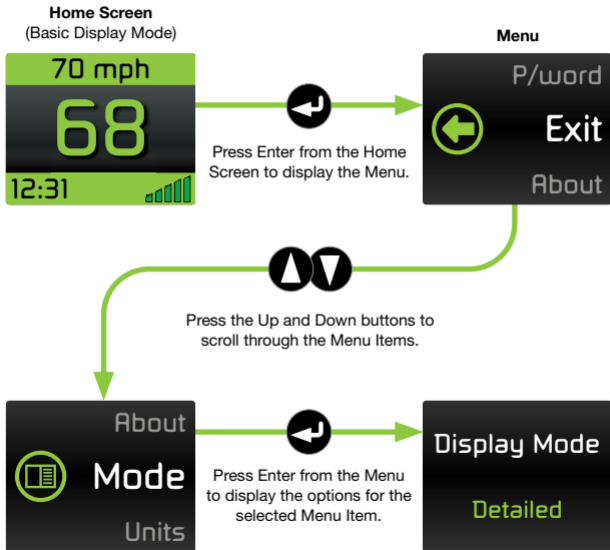 Home Screen
(Basic Display Mode)
70 mph
68
12:31
Press Enter from the Home
Screen to display the Menu.
Menu
P/word
Exit
About
Press the Up and Down buttons to
scroll through the Menu Items.
About
Mode
Units
Press Enter from the Menu
to display the options for the
selected Menu Item.
Display Mode
Detailed